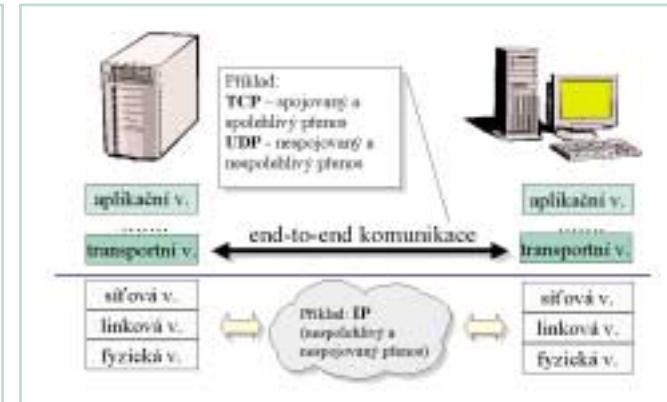 Příklad:
TCP – spojovaný a
spolehlivý přenos
UDP - nespojovaný a
nespolehlivý přenos
aplikační v.
aplikační v.
.......
.......
transportní v.
end-to-end komunikace
transportní v.
síťová v.
linková v.
fyzická v.
Příklad: IP
(nespolehlivý a
nespojovaný přenos)
síťová v.
linková v.
fyzická v.